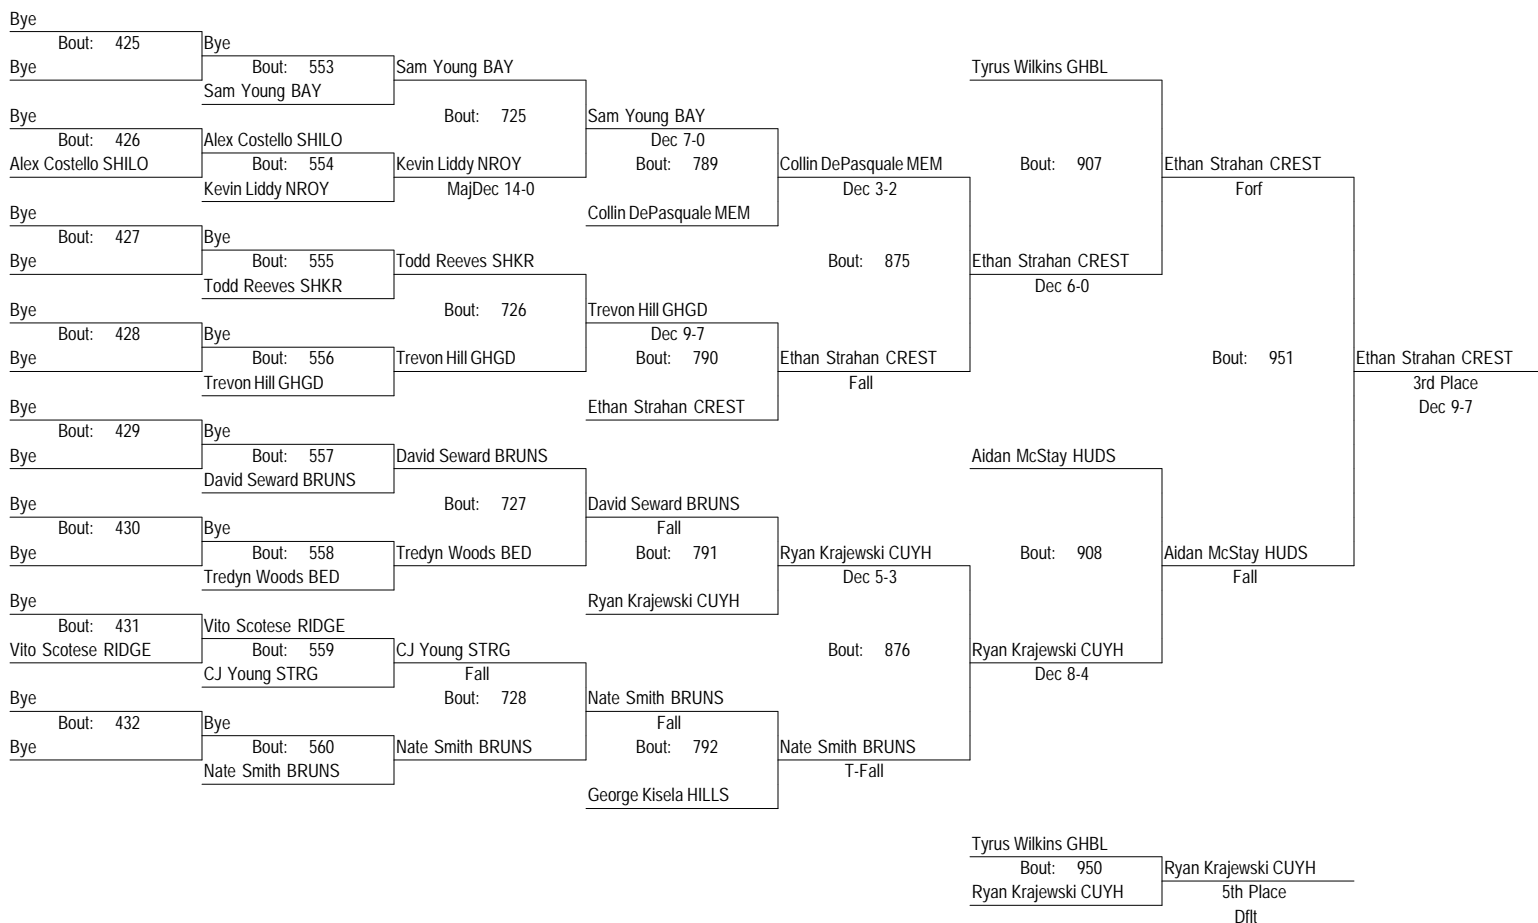 Bye
Bout: 425 Bye
Bye Bout: 553 Sam Young BAY Tyrus Wilkins GHBL
Sam Young BAY
Bye Bout: 725 Sam Young BAY
Bout: 426 Alex Costello SHILO Dec 7-0
Alex Costello SHILO Bout: 554 Kevin Liddy NROY Bout: 789 Collin DePasquale MEM Bout: 907 Ethan Strahan CREST
Kevin Liddy NROY MajDec 14-0 Dec 3-2 Forf
Bye Collin DePasquale MEM
Bout: 427 Bye
Bye Bout: 555 Todd Reeves SHKR Bout: 875 Ethan Strahan CREST
Todd Reeves SHKR Dec 6-0
Bye Bout: 726 Trevon Hill GHGD
Bout: 428 Bye Dec 9-7
Bye Bout: 556 Trevon Hill GHGD Bout: 790 Ethan Strahan CREST Bout: 951 Ethan Strahan CREST
Trevon Hill GHGD Fall 3rd Place
Bye Ethan Strahan CREST Dec 9-7
Bout: 429 Bye
Bye Bout: 557 David Seward BRUNS Aidan McStay HUDS
David Seward BRUNS
Bye Bout: 727 David Seward BRUNS
Bout: 430 Bye Fall
Bye Bout: 558 Tredyn Woods BED Bout: 791 Ryan Krajewski CUYH Bout: 908 Aidan McStay HUDS
Tredyn Woods BED Dec 5-3 Fall
Bye Ryan Krajewski CUYH
Bout: 431 Vito Scotese RIDGE
Vito Scotese RIDGE Bout: 559 CJ Young STRG Bout: 876 Ryan Krajewski CUYH
CJ Young STRG Fall Dec 8-4
Bye Bout: 728 Nate Smith BRUNS
Bout: 432 Bye Fall
Bye Bout: 560 Nate Smith BRUNS Bout: 792 Nate Smith BRUNS
Nate Smith BRUNS T-Fall
George Kisela HILLS
Tyrus Wilkins GHBL
Bout: 950 Ryan Krajewski CUYH
Ryan Krajewski CUYH 5th Place
Dflt